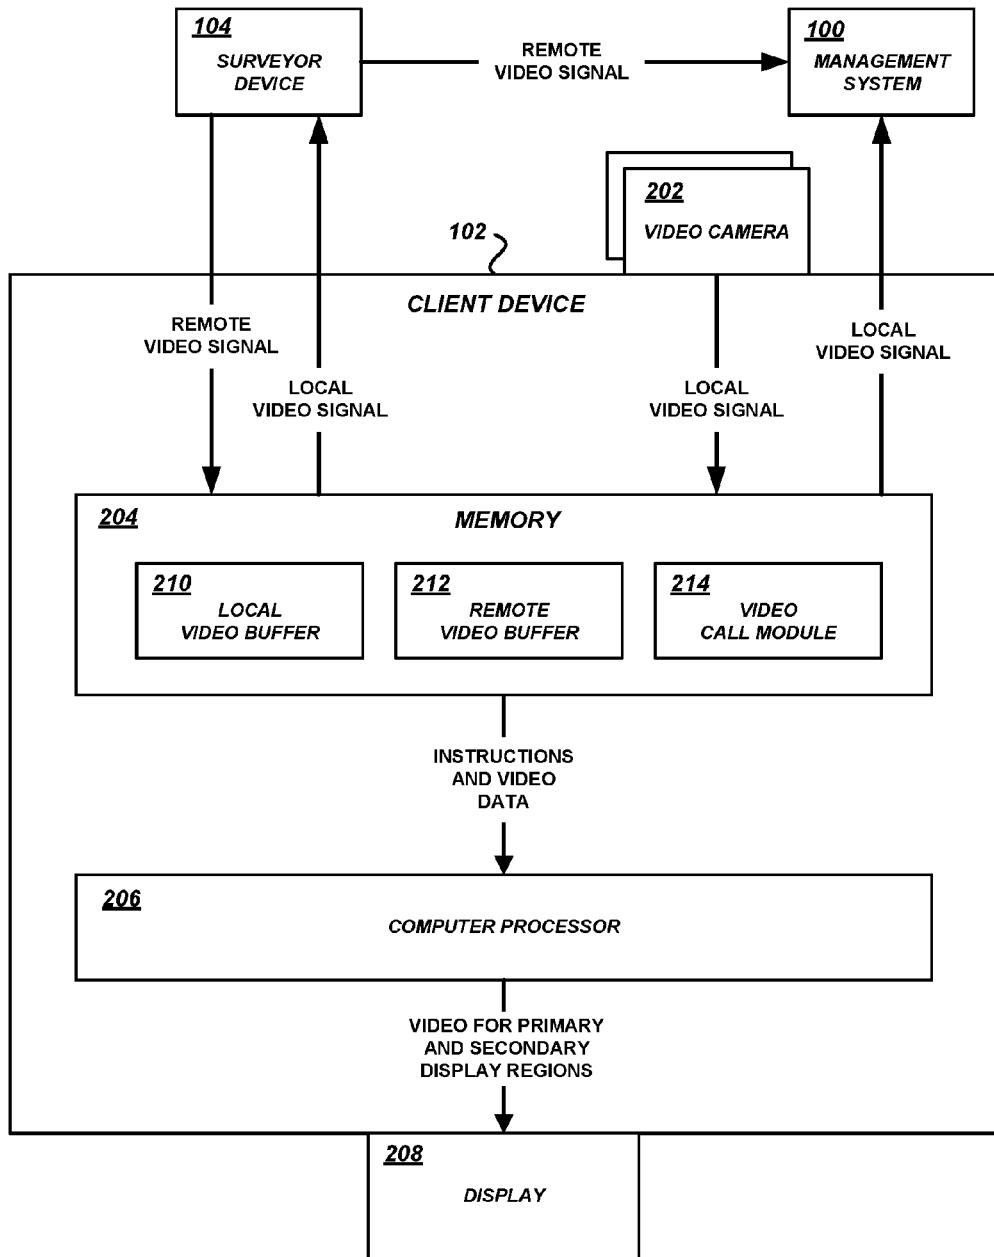 104
SURVEYOR
DEVICE
REMOTE
VIDEO SIGNAL
100
MANAGEMENT
SYSTEM
202
VIDEO CAMERA
102
CLIENT DEVICE
REMOTE
VIDEO SIGNAL
LOCAL
VIDEO SIGNAL
LOCAL
VIDEO SIGNAL
LOCAL
VIDEO SIGNAL
204
MEMORY
210
LOCAL
VIDEO BUFFER
212
REMOTE
VIDEO BUFFER
214
VIDEO
CALL MODULE
INSTRUCTIONS
AND VIDEO
DATA
206
COMPUTER PROCESSOR
VIDEO FOR PRIMARY
AND SECONDARY
DISPLAY REGIONS
208
DISPLAY